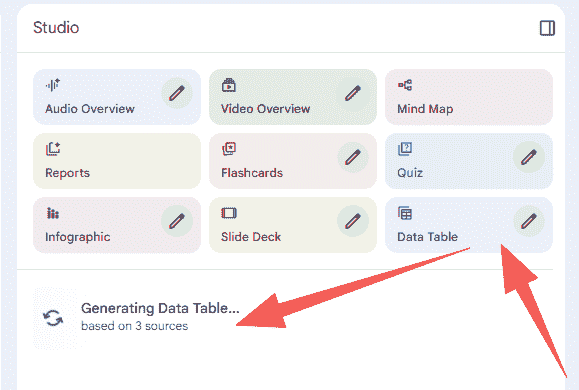 Studio
Audio Overview
Video Overview
Mind Map
Reports
Flashcards
Quiz
Infographic
Slide Deck
Data Table
Generating Data Table...
based on 3 sources